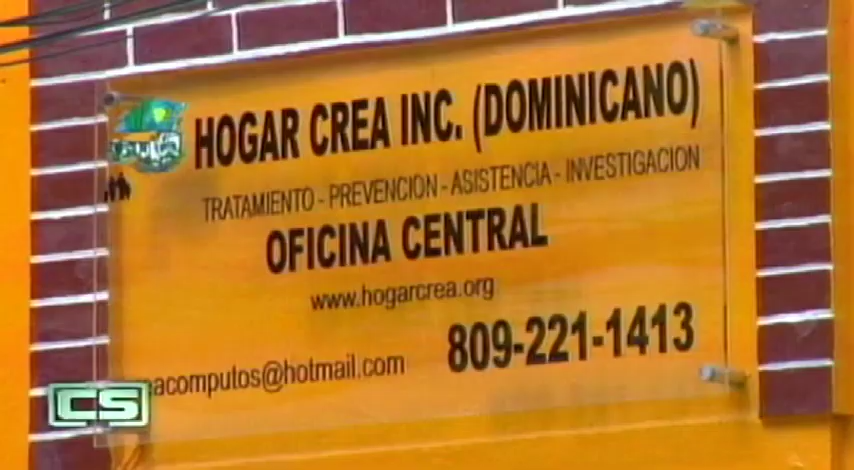 HOGAR CREA INC. (DOMINICANO)
TRATAMIENTO - PREVENCION - ASISTENCIA - INVESTIGACION
OFICINA CENTRAL
www.hogarcrea.org
809-221-1413
acomputos@hotmail.com
CS